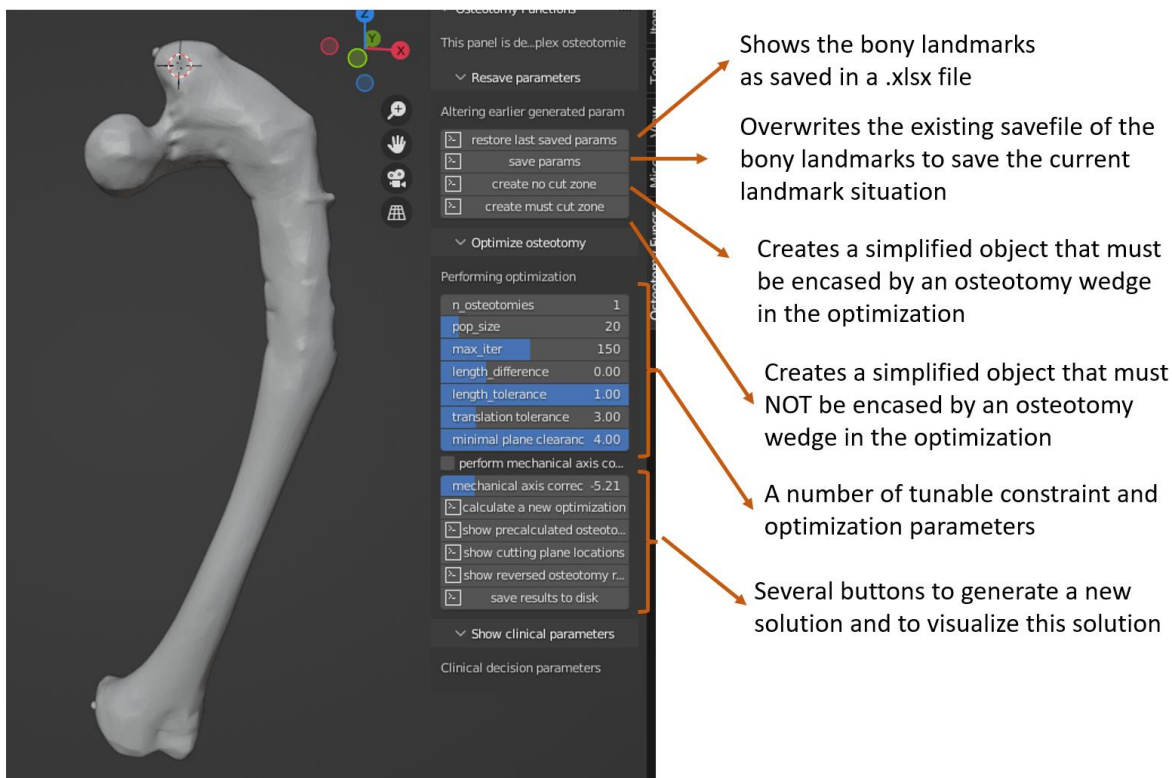 Osteotomy Functions
Z
Y
X
This panel is de...plex osteotomie
Resave parameters
Altering earlier generated param
restore last saved params
save params
create no cut zone
create must cut zone
Optimize osteotomy
Performing optimization
n_osteotomies 1
pop_size 20
max_iter 150
length_difference 0.00
length_tolerance 1.00
translation tolerance 3.00
minimal plane clearanc 4.00
perform mechanical axis co...
mechanical axis correc -5.21
calculate a new optimization
show precalculated osteoto...
show cutting plane locations
show reversed osteotomy r...
save results to disk
Show clinical parameters
Clinical decision parameters
Item
Tool
View
Misc
Osteotomy Funcs
Shows the bony landmarks
as saved in a .xlsx file
Overwrites the existing savefile of the
bony landmarks to save the current
landmark situation
Creates a simplified object that must
be encased by an osteotomy wedge
in the optimization
Creates a simplified object that must
NOT be encased by an osteotomy
wedge in the optimization
A number of tunable constraint and
optimization parameters
Several buttons to generate a new
solution and to visualize this solution